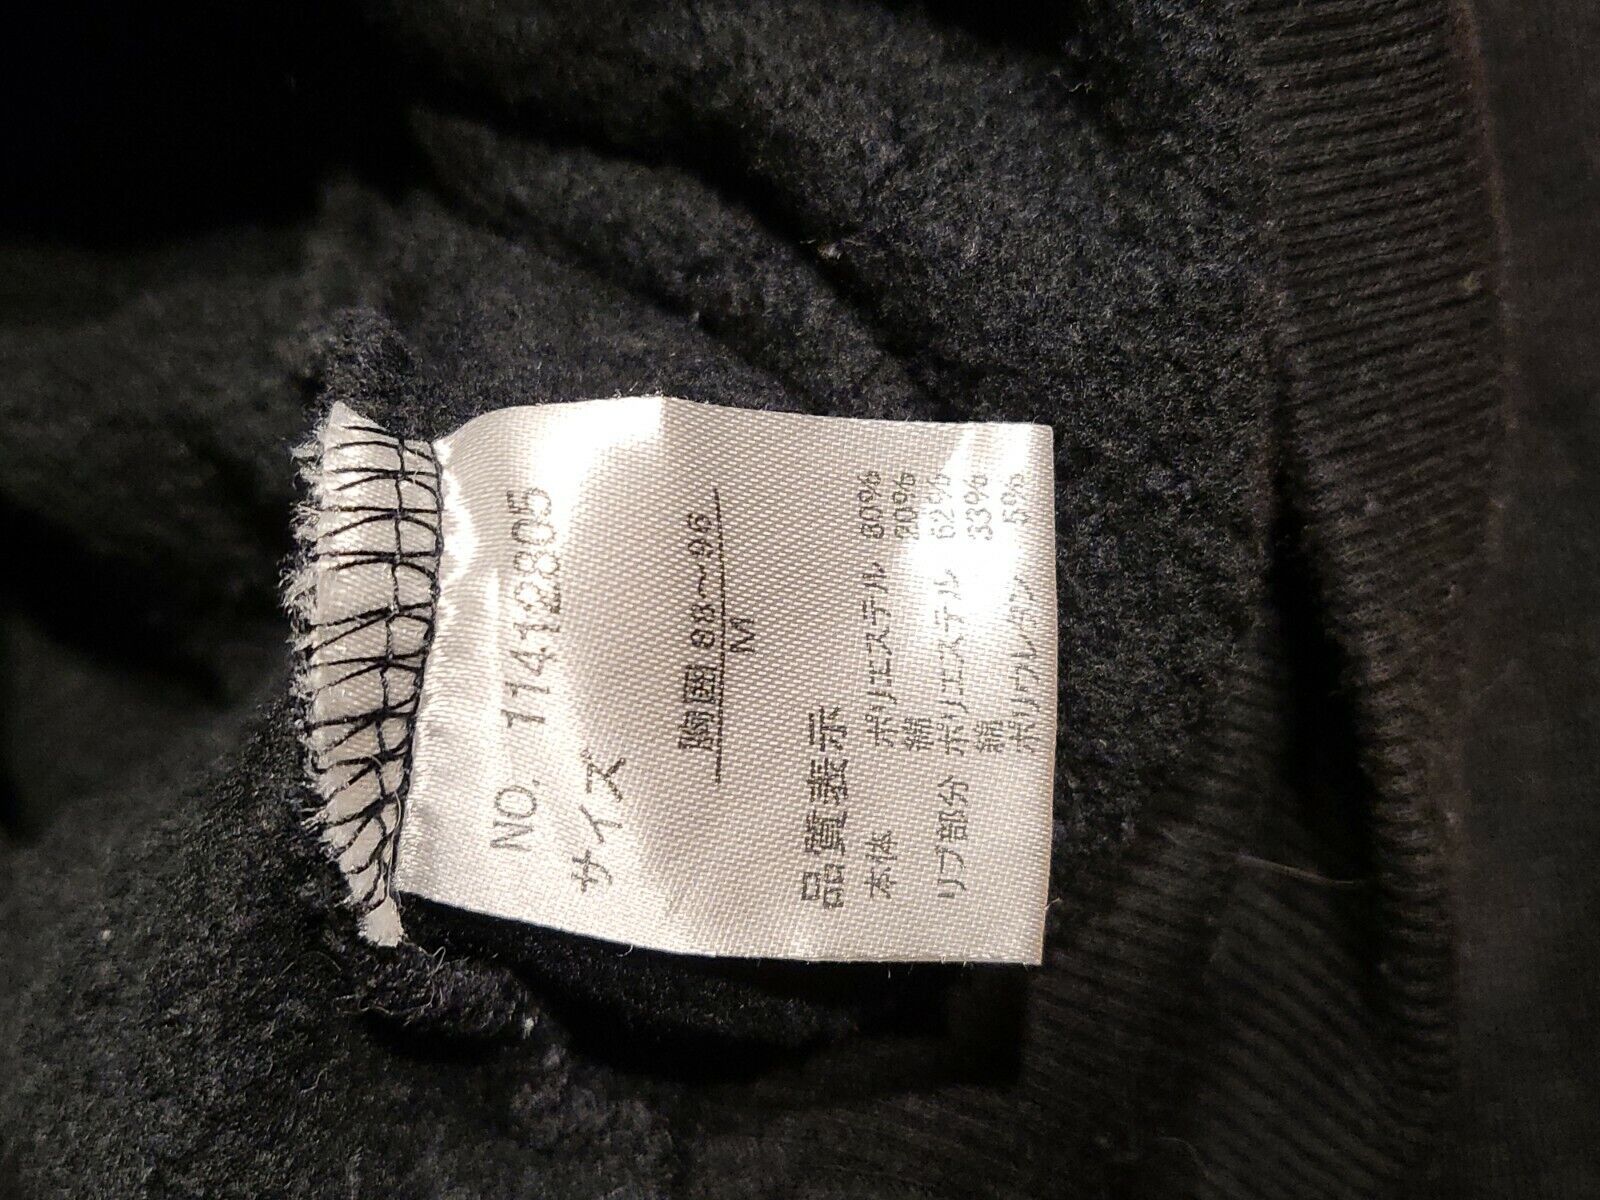 NO. 11412805
サイズ
胸囲 88～96
M
品質表示
本体 ポリエステル 80%
綿 20%
リブ部分 ポリエステル 62%
綿 33%
ポリウレタン 5%